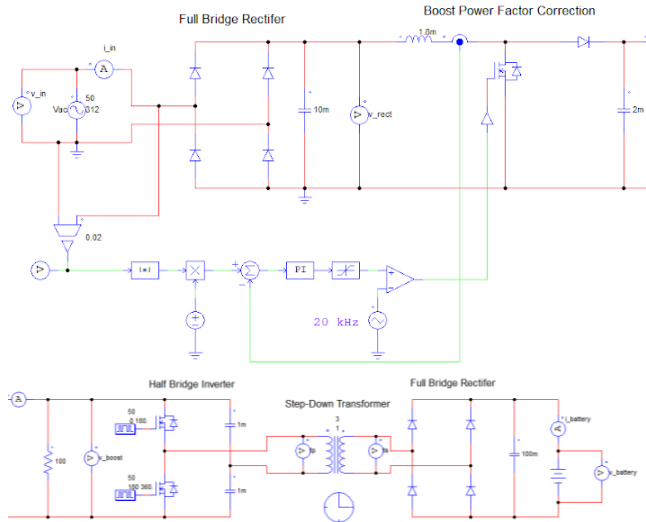 Full Bridge Rectifer
Boost Power Factor Correction
i_in
1.0m
A
v_in
V
50
Vac
312
10m
V
v_rect
2m
0.02
V
|x|
X
Σ
PI
20 kHz
Half Bridge Inverter
Step-Down Transformer
Full Bridge Rectifer
A
50
0 180.
1m
3
1
i_battery
A
100
V
v_boost
V
V
100m
50
180 360.
1m
V
v_battery